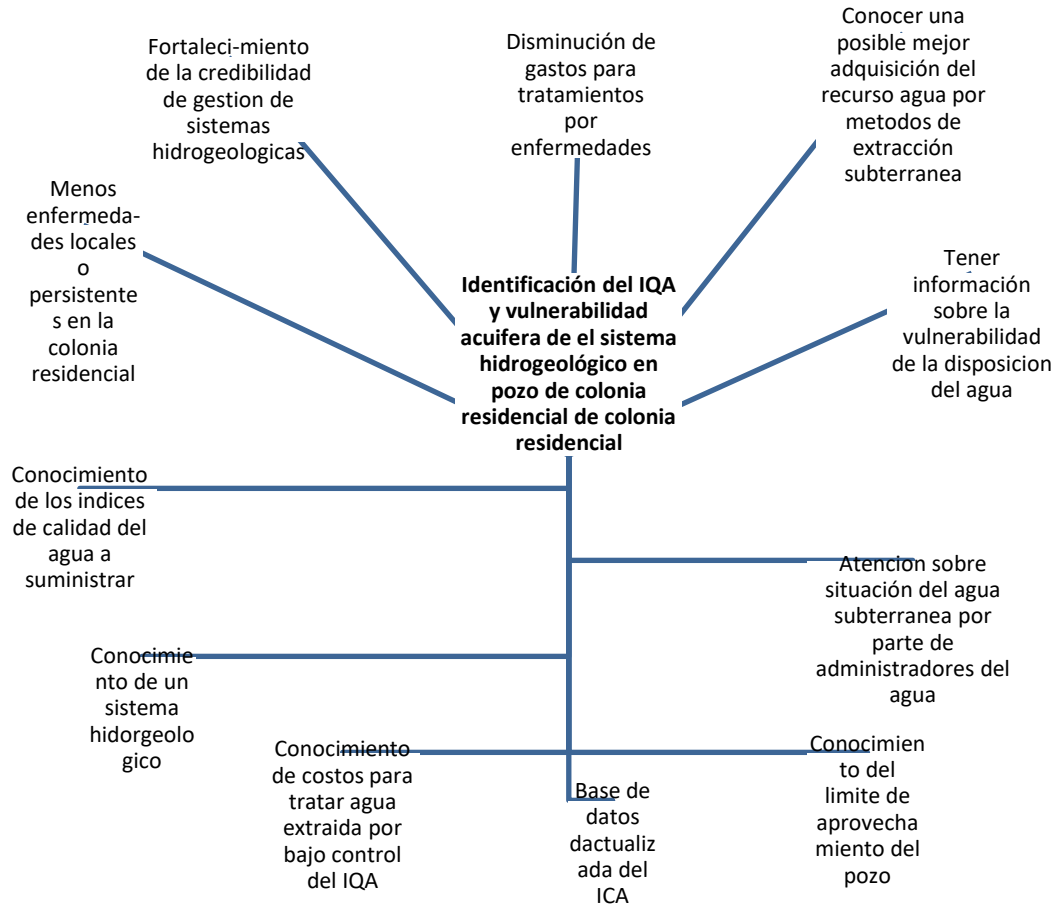 Fortaleci-miento
de la credibilidad
de gestion de
sistemas
hidrogeologicas
Disminución de
gastos para
tratamientos
por
enfermedades
Conocer una
posible mejor
adquisición del
recurso agua por
metodos de
extracción
subterranea
Menos
enfermeda-
des locales
o
persistente
s en la
colonia
residencial
Identificación del IQA
y vulnerabilidad
acuifera de el sistema
hidrogeológico en
pozo de colonia
residencial de colonia
residencial
Tener
información
sobre la
vulnerabilidad
de la disposicion
del agua
Conocimiento
de los indices
de calidad del
agua a
suministrar
Atencion sobre
situación del agua
subterranea por
parte de
administradores del
agua
Conocimie
nto de un
sistema
hidorgeolo
gico
Conocimiento
de costos para
tratar agua
extraida por
bajo control
del IQA
Base de
datos
dactualiz
ada del
ICA
Conocimien
to del
limite de
aprovecha
miento del
pozo